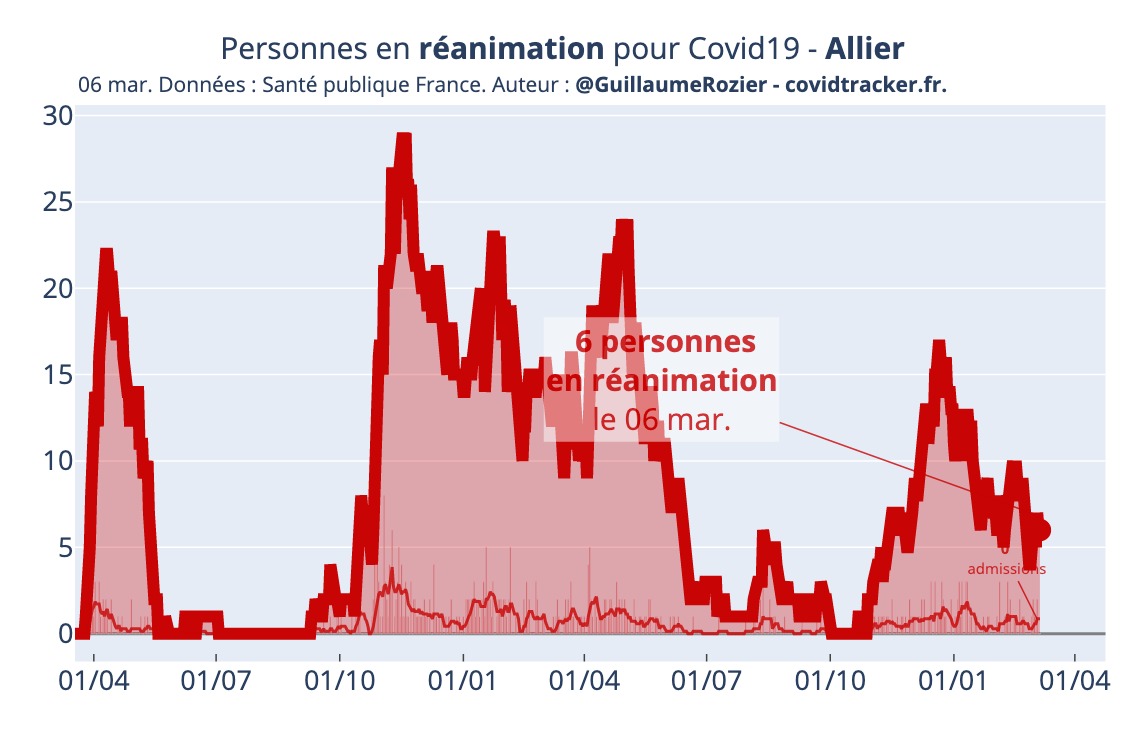 Personnes en réanimation pour Covid19 - Allier
06 mar. Données : Santé publique France. Auteur : @GuillaumeRozier - covidtracker.fr.
30
25
20
15
10
5
0
6 personnes
en réanimation
le 06 mar.
admissions
01/04 01/07 01/10 01/01 01/04 01/07 01/10 01/01 01/04